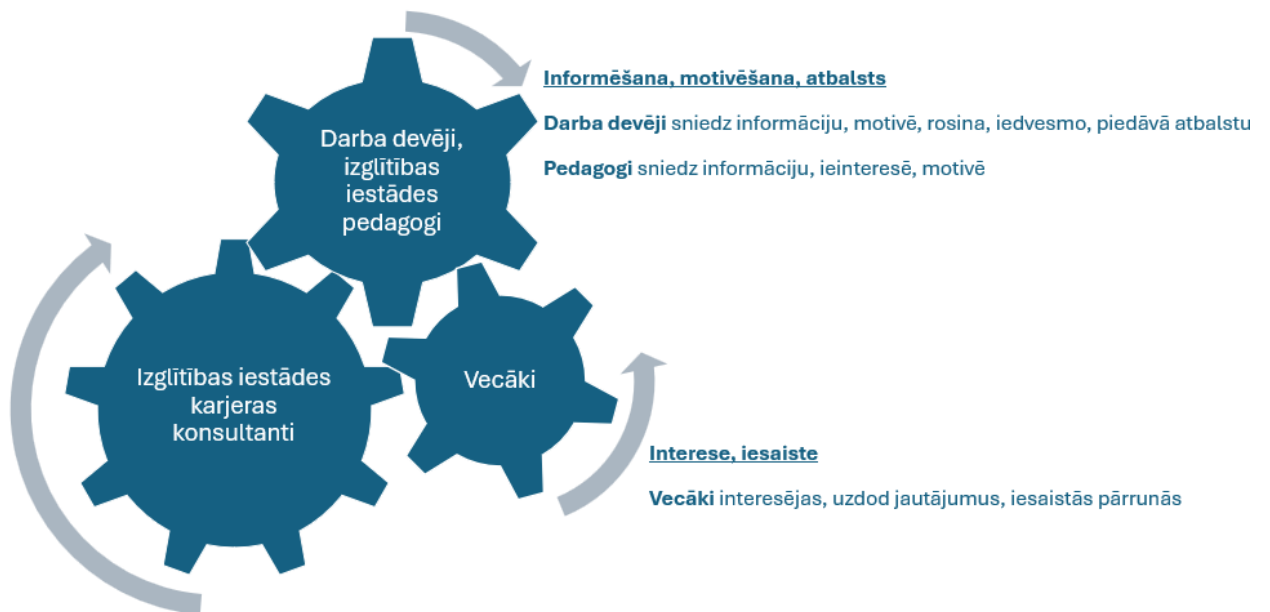 Informēšana, motivēšana, atbalsts
Darba devēji sniedz informāciju, motivē, rosina, iedvesmo, piedāvā atbalstu
Pedagogi sniedz informāciju, ieinteresē, motivē
Darba devēji,
izglītības
iestādes
pedagogi
Izglītības iestādes
karjeras
konsultanti
Vecāki
Interese, iesaiste
Vecāki interesējas, uzdod jautājumus, iesaistās pārrunās